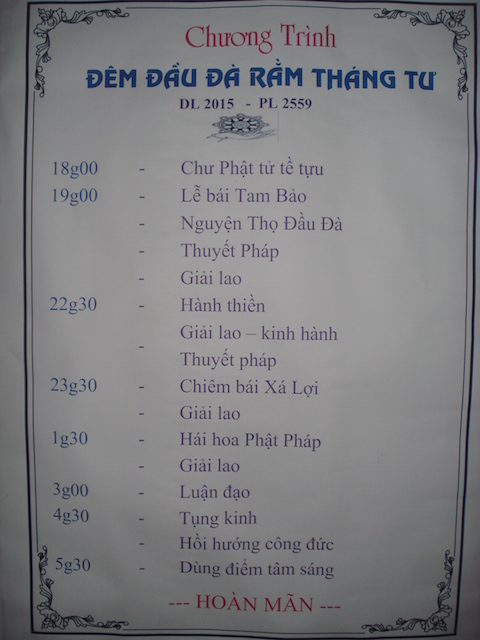 Chương Trình
ĐÊM ĐẦU ĐÀ RẰM THÁNG TƯ
DL 2015 - PL 2559
18g00 - Chư Phật tử tề tựu
19g00 - Lễ bái Tam Bảo
- Nguyện Thọ Đầu Đà
- Thuyết Pháp
- Giải lao
22g30 - Hành thiền
Giải lao – kinh hành
- Thuyết pháp
23g30 - Chiêm bái Xá Lợi
- Giải lao
1g30 - Hái hoa Phật Pháp
- Giải lao
3g00 - Luận đạo
4g30 - Tụng kinh
- Hồi hướng công đức
5g30 - Dùng điểm tâm sáng
--- HOÀN MÃN ---